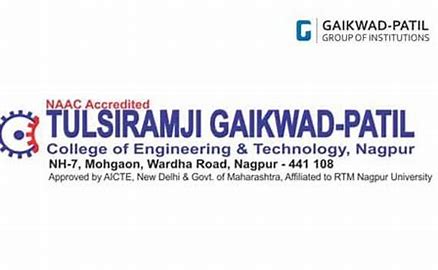 GAIKWAD-PATIL
GROUP OF INSTITUTIONS
NAAC Accredited
TULSIRAMJI GAIKWAD-PATIL
College of Engineering & Technology, Nagpur
NH-7, Mohgaon, Wardha Road, Nagpur - 441 108
Approved by AICTE, New Delhi & Govt. of Maharashtra, Affiliated to RTM Nagpur University